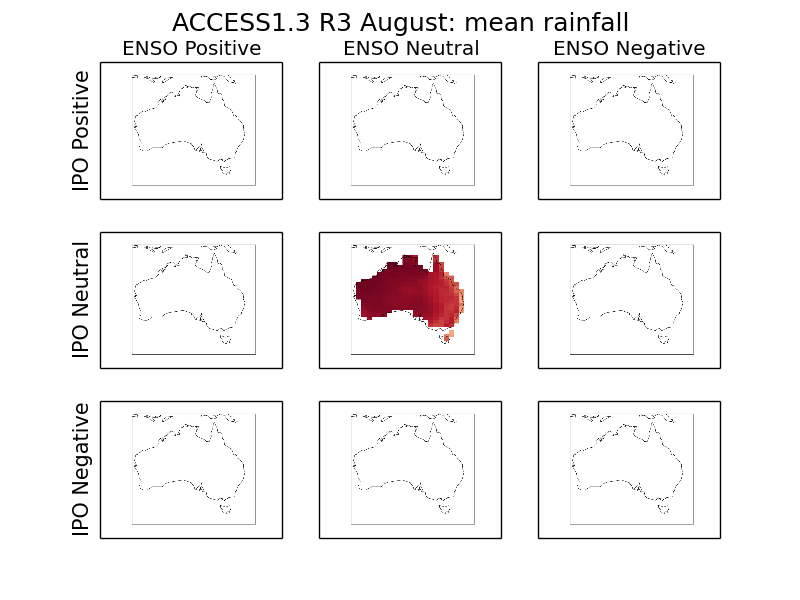 ACCESS1.3 R3 August: mean rainfall
ENSO Positive
ENSO Neutral
ENSO Negative
IPO Positive
IPO Neutral
IPO Negative